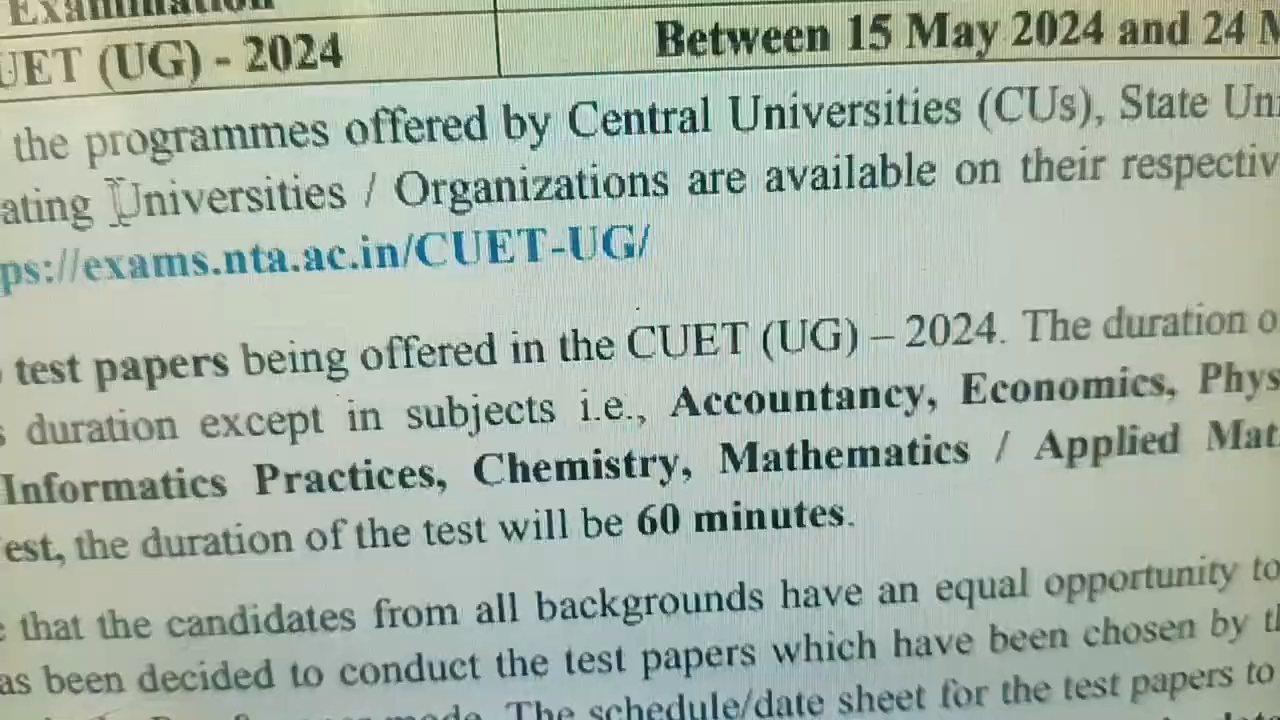 Examination
UET (UG) - 2024
Between 15 May 2024 and 24 M
the programmes offered by Central Universities (CUs), State Uni
ating Universities / Organizations are available on their respectiv
ps://exams.nta.ac.in/CUET-UG/
test papers being offered in the CUET (UG) – 2024. The duration o
s duration except in subjects i.e., Accountancy, Economics, Phys
Informatics Practices, Chemistry, Mathematics / Applied Mat
est, the duration of the test will be 60 minutes.
e that the candidates from all backgrounds have an equal opportunity to
as been decided to conduct the test papers which have been chosen by th
mode. The schedule/date sheet for the test papers to